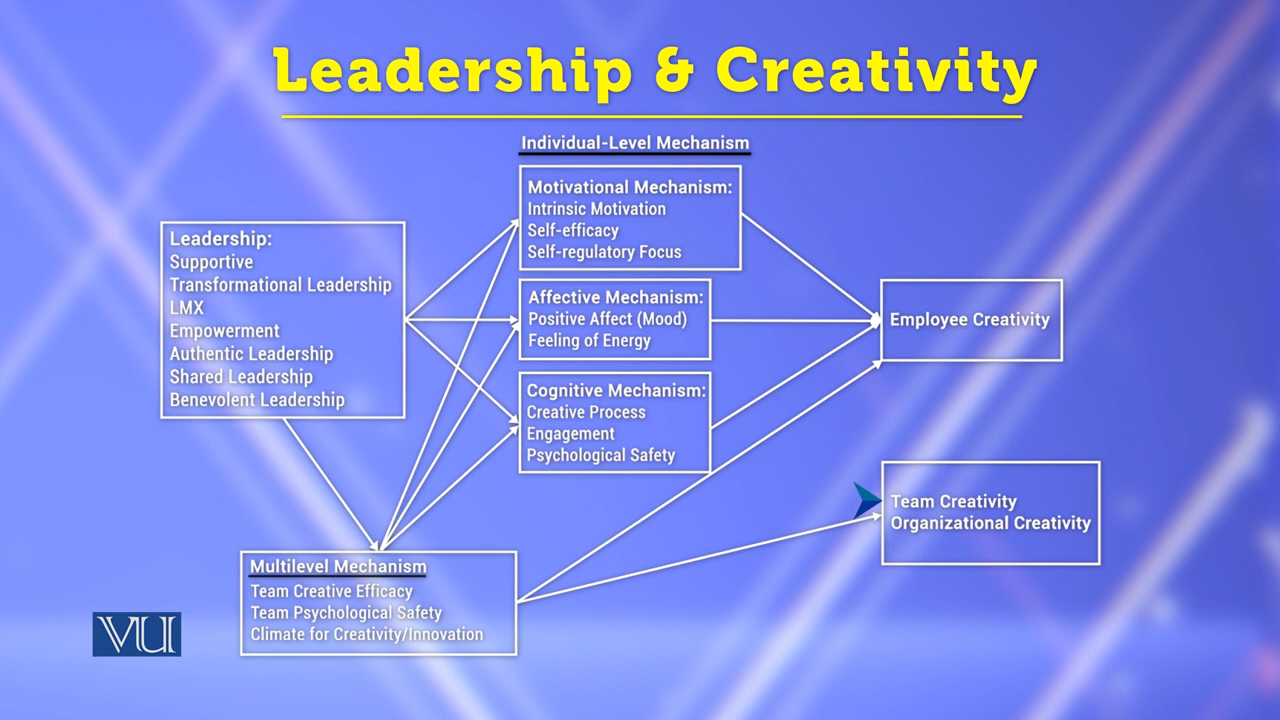 Leadership & Creativity
Individual-Level Mechanism
Motivational Mechanism:
Intrinsic Motivation
Self-efficacy
Self-regulatory Focus
Leadership:
Supportive
Transformational Leadership
LMX
Empowerment
Authentic Leadership
Shared Leadership
Benevolent Leadership
Affective Mechanism:
Positive Affect (Mood)
Feeling of Energy
Employee Creativity
Cognitive Mechanism:
Creative Process
Engagement
Psychological Safety
Team Creativity
Organizational Creativity
Multilevel Mechanism
Team Creative Efficacy
Team Psychological Safety
Climate for Creativity/Innovation
VU